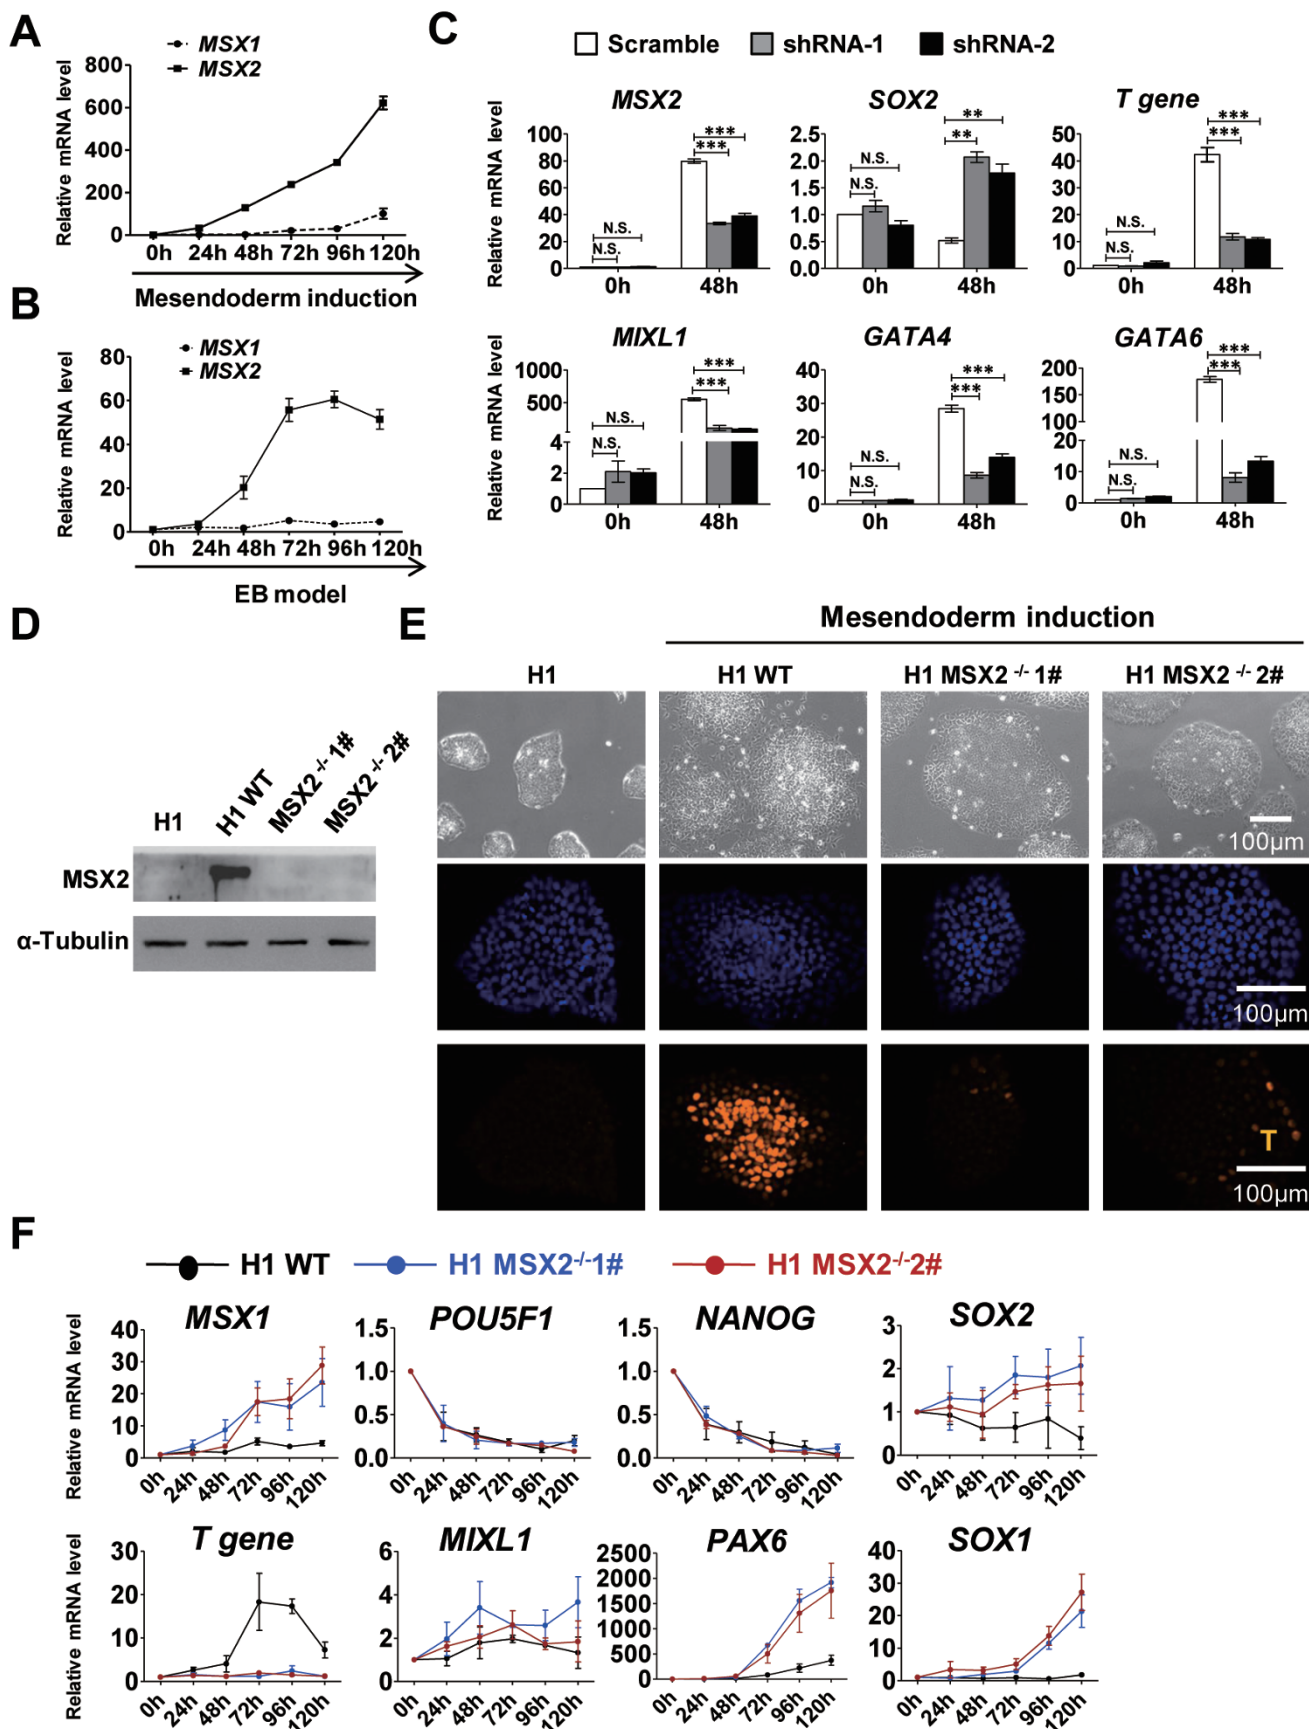 A
MSX1
MSX2
Relative mRNA level
800
600
400
200
0
0h 24h 48h 72h 96h 120h
Mesendoderm induction
B
MSX1
MSX2
Relative mRNA level
80
60
40
20
0
0h 24h 48h 72h 96h 120h
EB model
C
Scramble shRNA-1 shRNA-2
Relative mRNA level
MSX2
100
80
60
40
20
0
N.S.
N.S.
***
***
0h 48h
SOX2
2.5
2.0
1.5
1.0
0.5
0.0
N.S.
N.S.
**
**
0h 48h
T gene
50
40
30
20
10
0
N.S.
N.S.
***
***
0h 48h
Relative mRNA level
MIXL1
1000
500
4
2
0
N.S.
N.S.
***
***
0h 48h
GATA4
40
30
20
10
0
N.S.
N.S.
***
***
0h 48h
GATA6
200
150
100
20
10
0
N.S.
N.S.
***
***
0h 48h
D
H1 H1 WT MSX2 -/- 1# MSX2 -/- 2#
MSX2
α-Tubulin
E
Mesendoderm induction
H1 H1 WT H1 MSX2 -/- 1# H1 MSX2 -/- 2#
100μm
100μm
T
100μm
F
H1 WT H1 MSX2-/-1# H1 MSX2-/-2#
Relative mRNA level
MSX1
40
30
20
10
0
0h 24h 48h 72h 96h 120h
POU5F1
1.5
1.0
0.5
0.0
0h 24h 48h 72h 96h 120h
NANOG
1.5
1.0
0.5
0.0
0h 24h 48h 72h 96h 120h
SOX2
3
2
1
0
0h 24h 48h 72h 96h 120h
Relative mRNA level
T gene
30
20
10
0
0h 24h 48h 72h 96h 120h
MIXL1
6
4
2
0
0h 24h 48h 72h 96h 120h
PAX6
2500
2000
1500
1000
500
0
0h 24h 48h 72h 96h 120h
SOX1
40
30
20
10
0
0h 24h 48h 72h 96h 120h